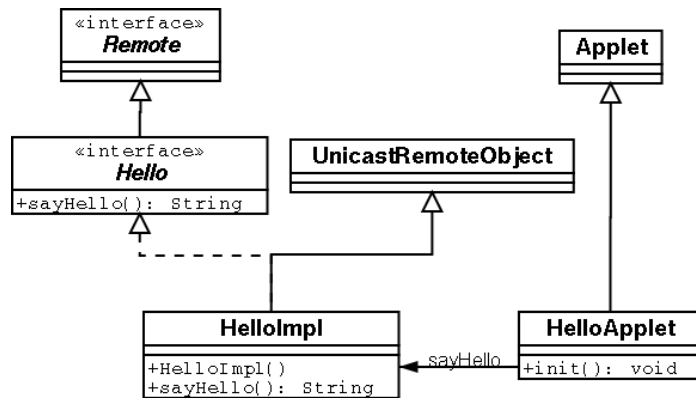 «interface»
Remote
Applet
«interface»
Hello
+sayHello(): String
UnicastRemoteObject
HelloImpl
+HelloImpl()
+sayHello(): String
sayHello
HelloApplet
+init(): void